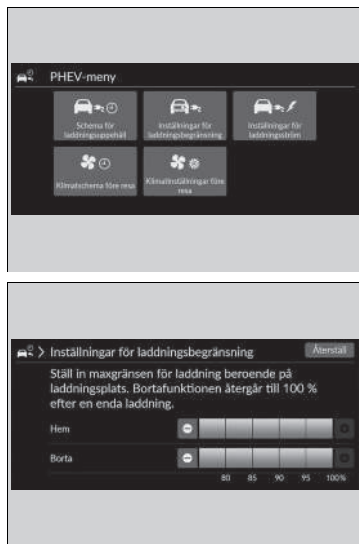 PHEV-meny
Schema för
laddningsuppehåll
Inställningar för
laddningsbegränsning
Inställningar för
laddningsström
Klimatschema före resa
Klimatinställningar före
resa
Inställningar för laddningsbegränsning
Återställ
Ställ in maxgränsen för laddning beroende på
laddningsplats. Bortafunktionen återgår till 100 %
efter en enda laddning.
Hem
Borta
80 85 90 95 100%